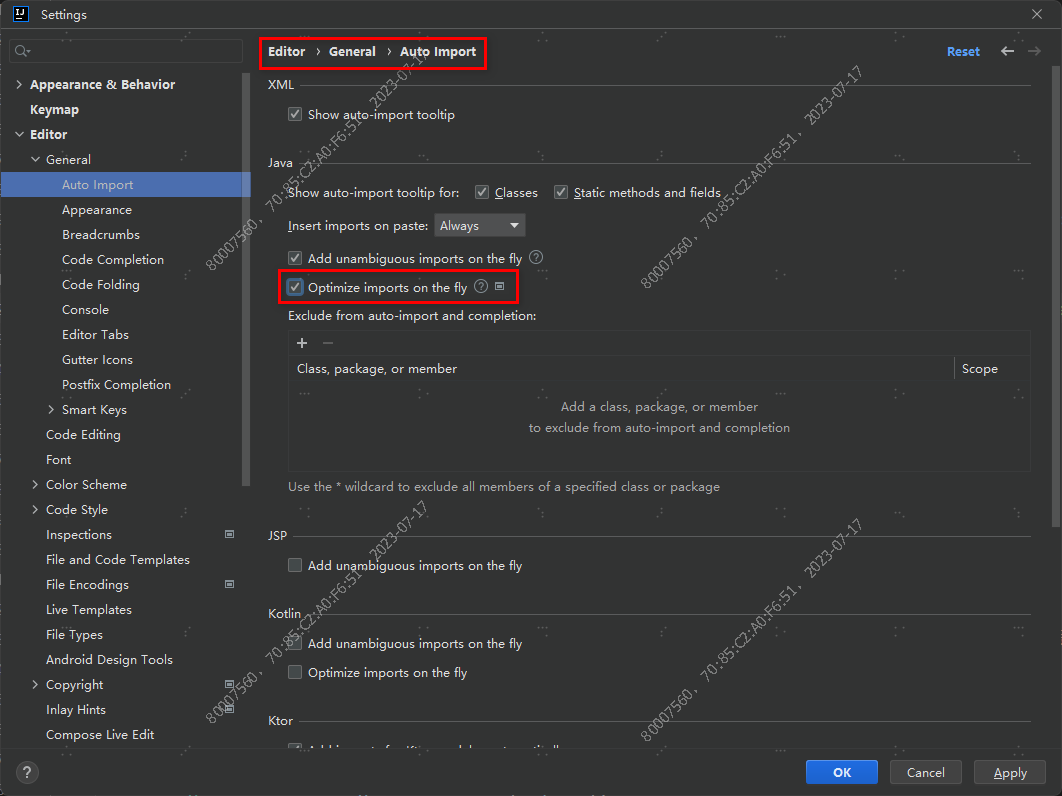 Settings
Editor › General › Auto Import
Reset
Appearance & Behavior
Keymap
Editor
General
Auto Import
Appearance
Breadcrumbs
Code Completion
Code Folding
Console
Editor Tabs
Gutter Icons
Postfix Completion
Smart Keys
Code Editing
Font
Color Scheme
Code Style
Inspections
File and Code Templates
File Encodings
Live Templates
File Types
Android Design Tools
Copyright
Inlay Hints
Compose Live Edit
XML
Show auto-import tooltip
Java
Show auto-import tooltip for: Classes Static methods and fields
Insert imports on paste: Always
Add unambiguous imports on the fly ?
Optimize imports on the fly ?
Exclude from auto-import and completion:
Class, package, or member Scope
Add a class, package, or member
to exclude from auto-import and completion
Use the * wildcard to exclude all members of a specified class or package
JSP
Add unambiguous imports on the fly
Kotlin
Add unambiguous imports on the fly
Optimize imports on the fly
Ktor
? OK Cancel Apply
80007560, 70:85:C2:A0:F6:51, 2023-07-17
80007560, 70:85:C2:A0:F6:51, 2023-07-17
80007560, 70:85:C2:A0:F6:51, 2023-07-17
80007560, 70:85:C2:A0:F6:51, 2023-07-17